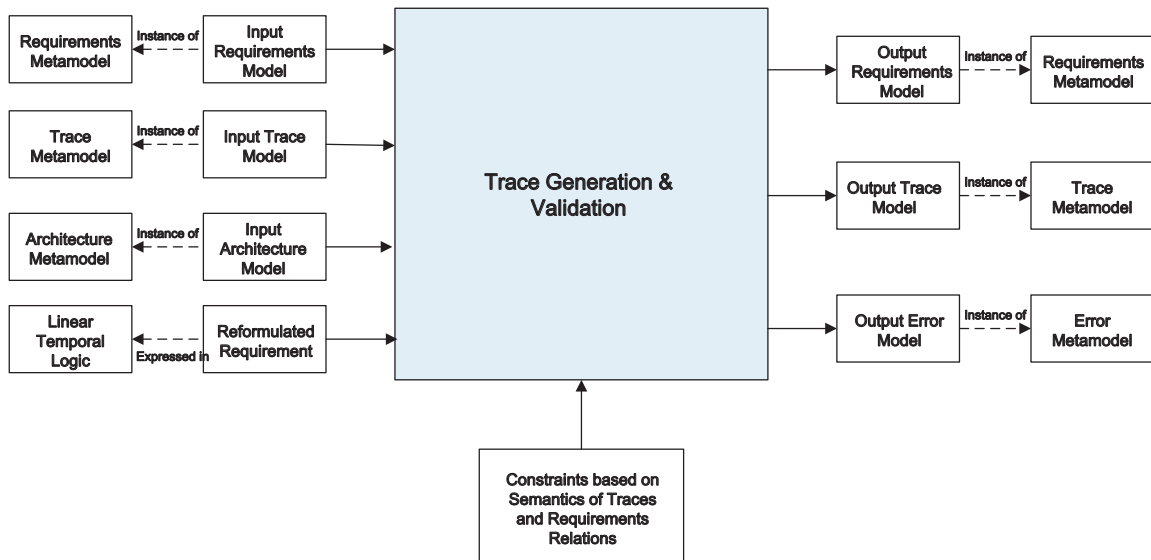 Requirements
Metamodel
Instance of
Input
Requirements
Model
Trace
Metamodel
Instance of
Input Trace
Model
Architecture
Metamodel
Instance of
Input
Architecture
Model
Linear
Temporal
Logic
Expressed in
Reformulated
Requirement
Trace Generation &
Validation
Constraints based on
Semantics of Traces
and Requirements
Relations
Output
Requirements
Model
Instance of
Requirements
Metamodel
Output Trace
Model
Instance of
Trace
Metamodel
Output Error
Model
Instance of
Error
Metamodel